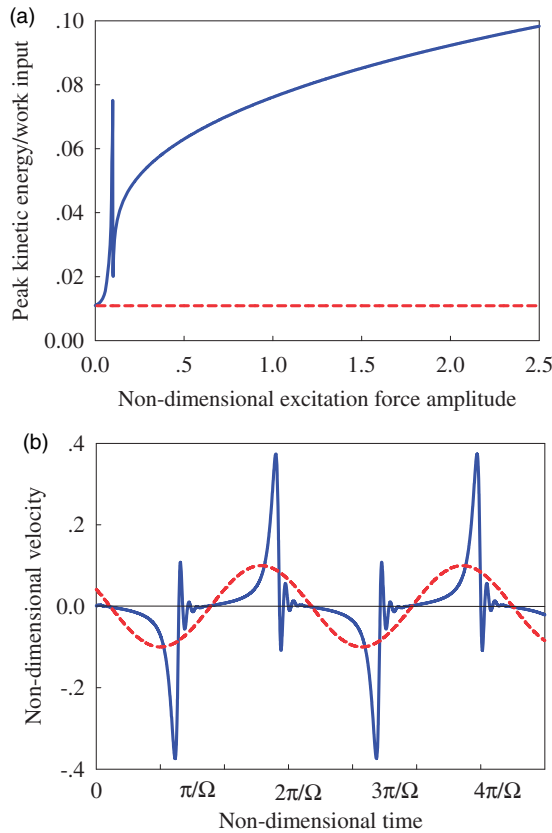 (a)
Peak kinetic energy/work input
.10
.08
.06
.04
.02
0.00
0.0 .5 1.0 1.5 2.0 2.5
Non-dimensional excitation force amplitude
(b)
Non-dimensional velocity
.4
.2
0.0
-.2
-.4
0 π/Ω 2π/Ω 3π/Ω 4π/Ω
Non-dimensional time